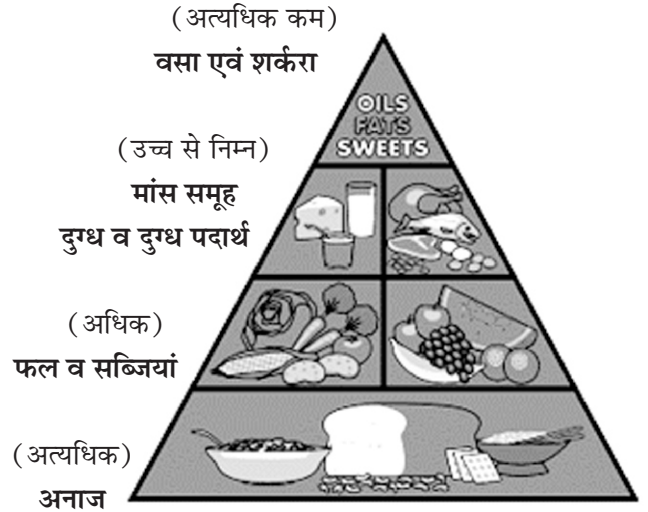 (अत्यधिक कम)
वसा एवं शर्करा
OILS
FATS
SWEETS
(उच्च से निम्न)
मांस समूह
दुग्ध व दुग्ध पदार्थ
(अधिक)
फल व सब्जियां
(अत्यधिक)
अनाज